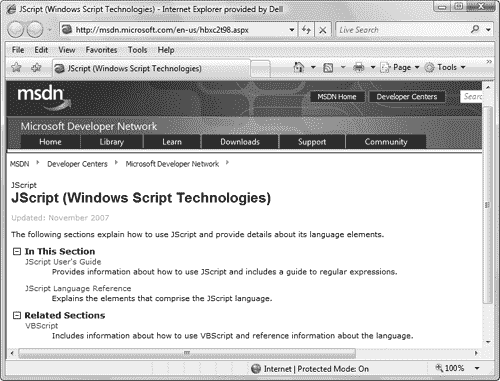 JScript (Windows Script Technologies) - Internet Explorer provided by Dell
http://msdn.microsoft.com/en-us/hbxc2t98.aspx
Live Search
File Edit View Favorites Tools Help
JScript (Windows Script Technologies)
Page Tools
msdn
MSDN Home Developer Centers Searc
Microsoft Developer Network
Home Library Learn Downloads Support Community
MSDN Developer Centers Microsoft Developer Network
JScript
JScript (Windows Script Technologies)
Updated: November 2007
The following sections explain how to use JScript and provide details about its language elements.
In This Section
JScript User's Guide
Provides information about how to use JScript and includes a guide to regular expressions.
JScript Language Reference
Explains the elements that comprise the JScript language.
Related Sections
VBScript
Includes information about how to use VBScript and reference information about the language.
Internet | Protected Mode: On 100%